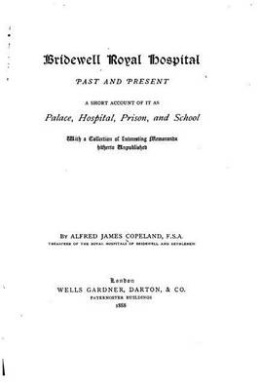 Bridewell Royal Hospital
PAST AND PRESENT
A SHORT ACCOUNT OF IT AS
Palace, Hospital, Prison, and School
With a Collection of Interesting Memoranda
hitherto Unpublished
BY ALFRED JAMES COPELAND, F.S.A.
TREASURER OF THE ROYAL HOSPITALS OF BRIDEWELL AND BETHLEHEM
London
WELLS GARDNER, DARTON, & CO.
PATERNOSTER BUILDINGS
1888